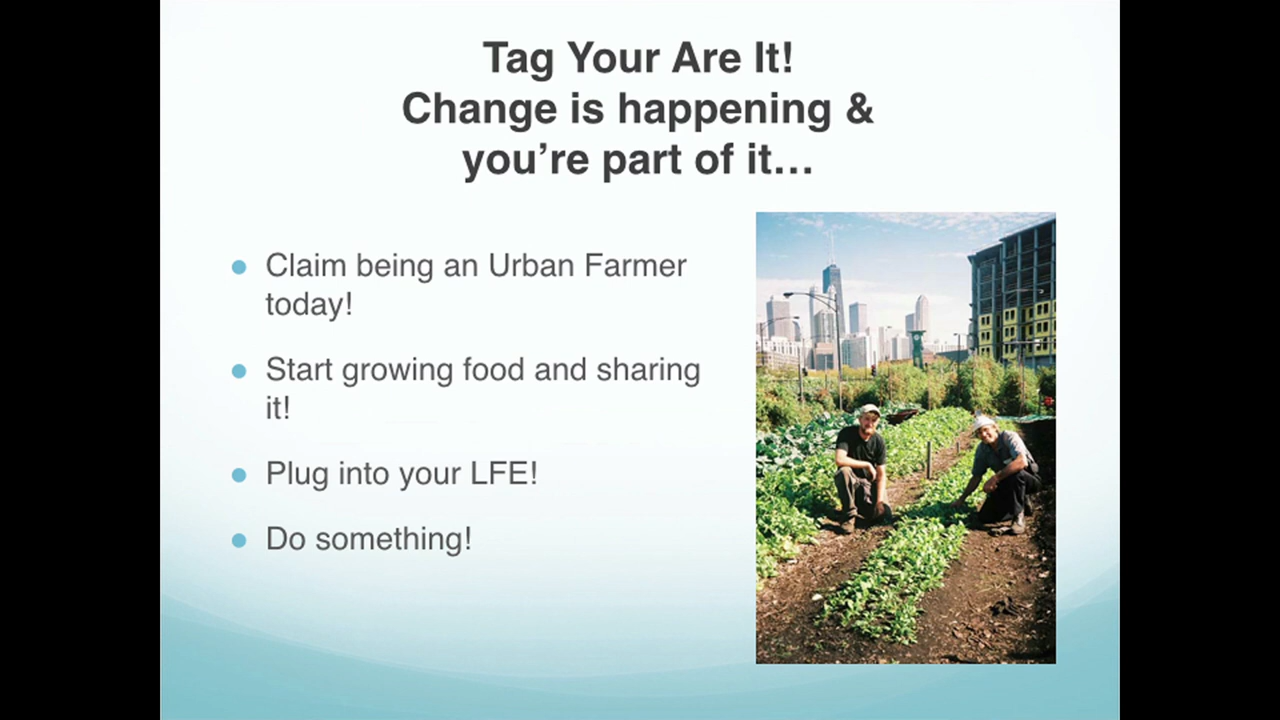 Tag Your Are It!
Change is happening &
you’re part of it…
Claim being an Urban Farmer
today!
Start growing food and sharing
it!
Plug into your LFE!
Do something!